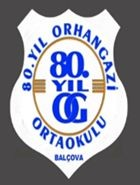 80. YIL ORHANGAZİ
80.
YIL
OG
ORTAOKULU
BALÇOVA